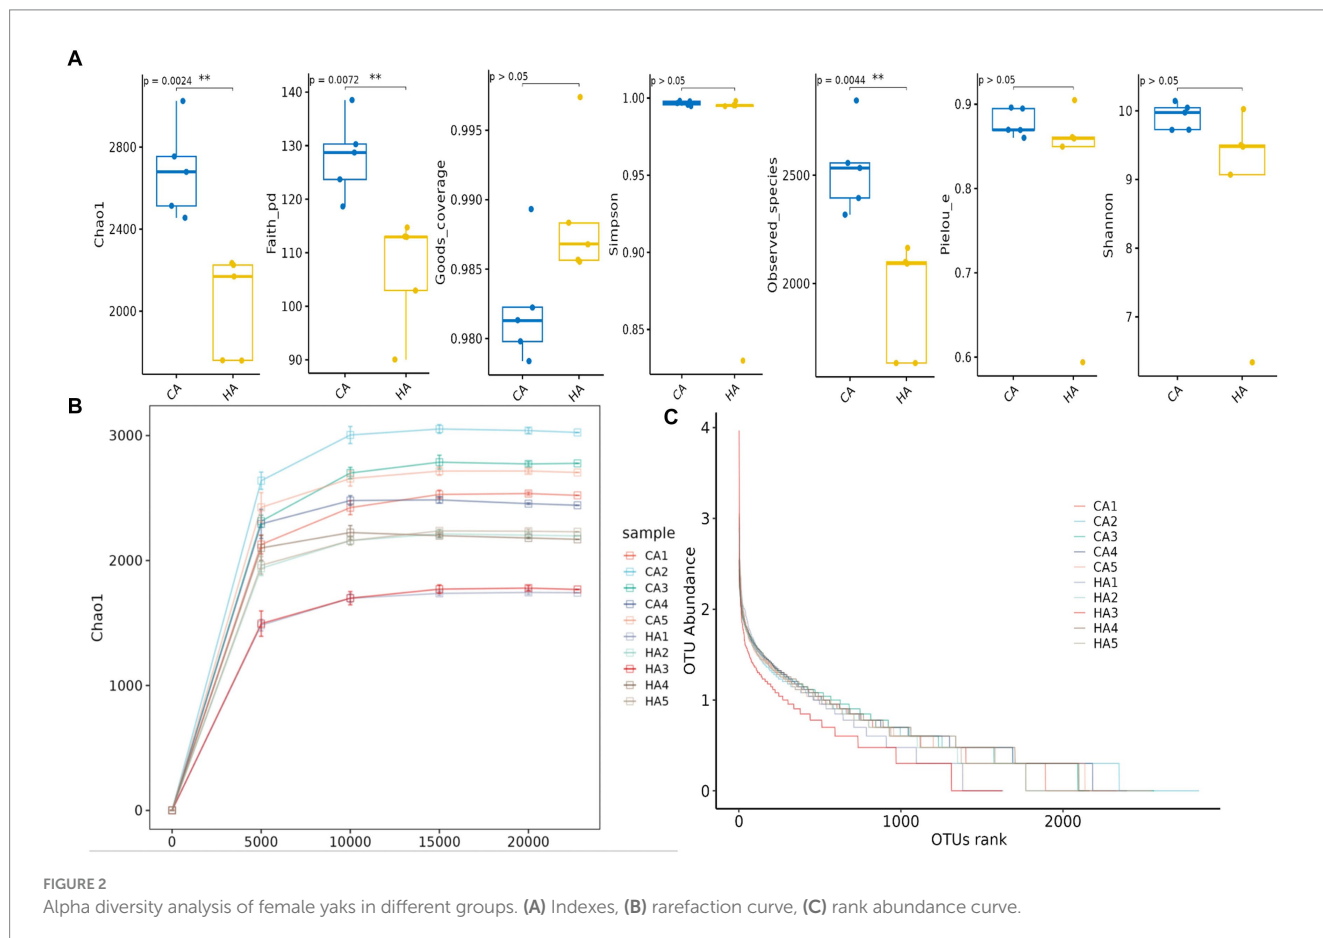 A
p = 0.0024 **
Chao1
2800
2400
2000
CA
HA
p = 0.0072 **
Faith_pd
140
130
120
110
100
90
CA
HA
p > 0.05
Goods_coverage
0.995
0.990
0.985
0.980
CA
HA
p > 0.05
Simpson
1.00
0.95
0.90
0.85
CA
HA
p = 0.0044 **
Observed_species
2500
2000
CA
HA
p > 0.05
Pielou_e
0.9
0.8
0.7
0.6
CA
HA
p > 0.05
Shannon
10
9
8
7
CA
HA
B
Chao1
3000
2000
1000
0
0 5000 10000 15000 20000
sample
CA1
CA2
CA3
CA4
CA5
HA1
HA2
HA3
HA4
HA5
C
OTU Abundance
4
3
2
1
0
0 1000 2000
OTUs rank
CA1
CA2
CA3
CA4
CA5
HA1
HA2
HA3
HA4
HA5
FIGURE 2
Alpha diversity analysis of female yaks in different groups. (A) Indexes, (B) rarefaction curve, (C) rank abundance curve.